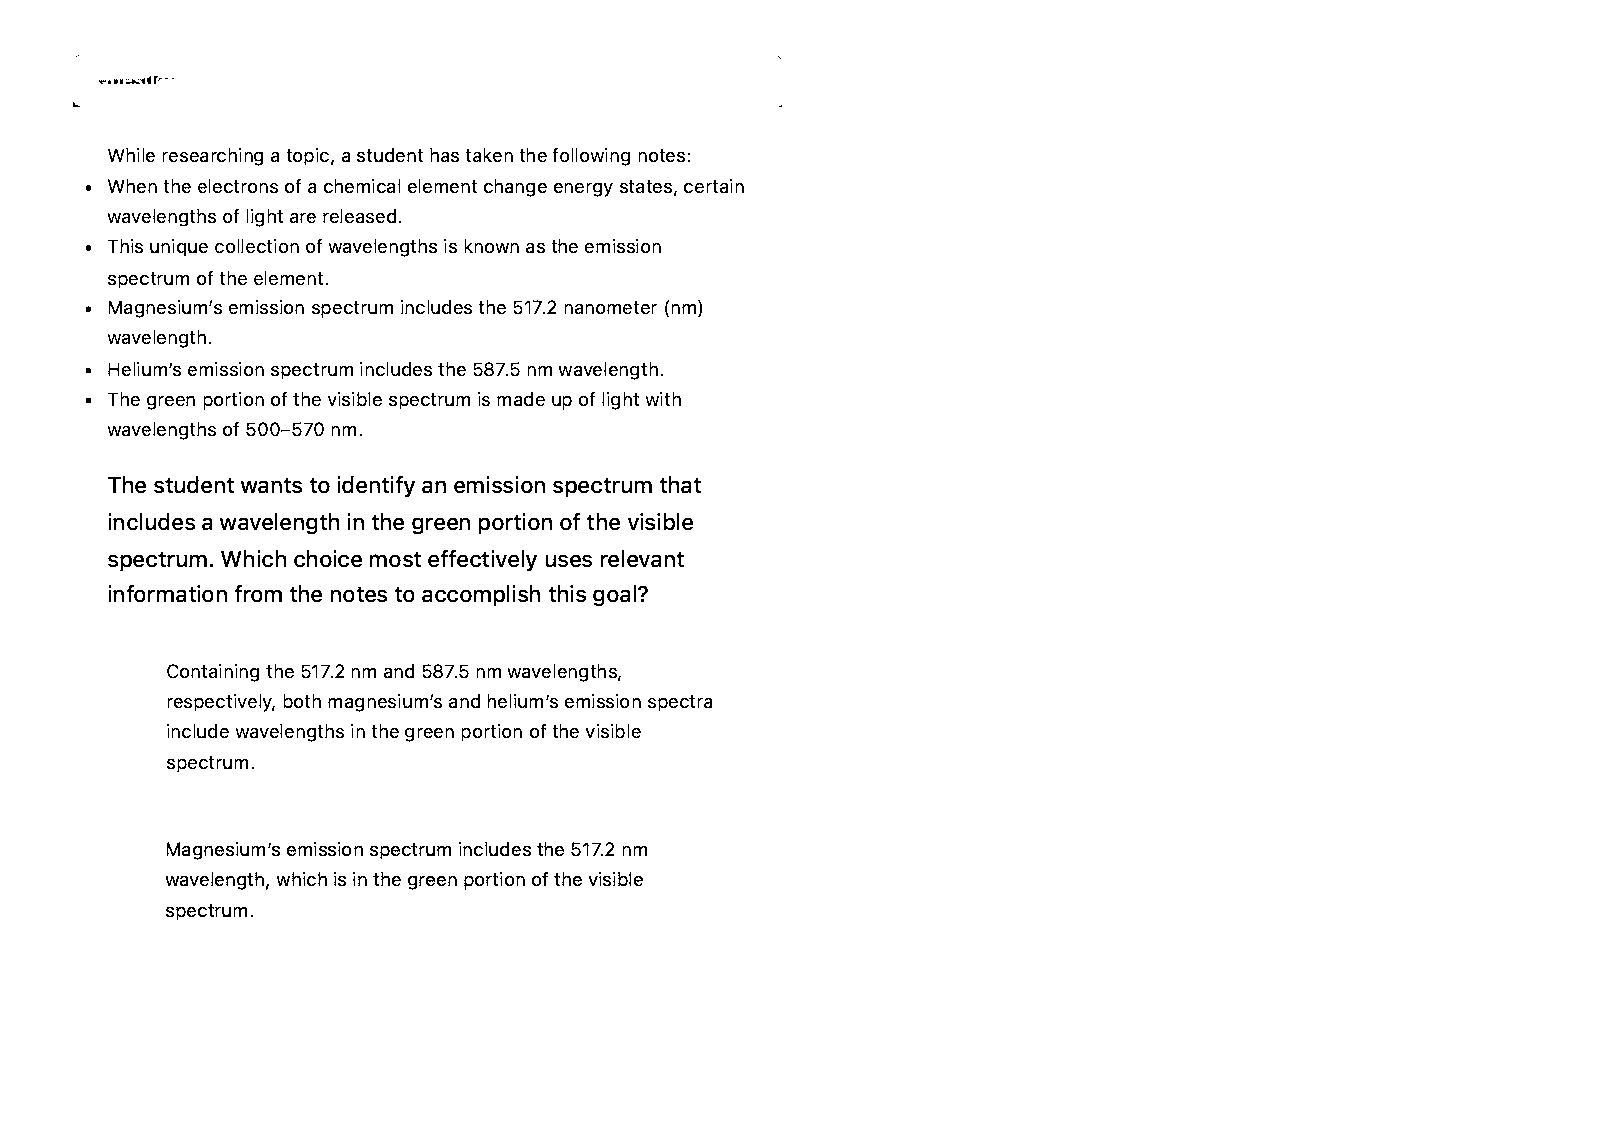 While researching a topic, a student has taken the following notes:
• When the electrons of a chemical element change energy states, certain
wavelengths of light are released.
• This unique collection of wavelengths is known as the emission
spectrum of the element.
• Magnesium’s emission spectrum includes the 517.2 nanometer (nm)
wavelength.
• Helium’s emission spectrum includes the 587.5 nm wavelength.
• The green portion of the visible spectrum is made up of light with
wavelengths of 500–570 nm.
The student wants to identify an emission spectrum that
includes a wavelength in the green portion of the visible
spectrum. Which choice most effectively uses relevant
information from the notes to accomplish this goal?
Containing the 517.2 nm and 587.5 nm wavelengths,
respectively, both magnesium’s and helium’s emission spectra
include wavelengths in the green portion of the visible
spectrum.
Magnesium’s emission spectrum includes the 517.2 nm
wavelength, which is in the green portion of the visible
spectrum.